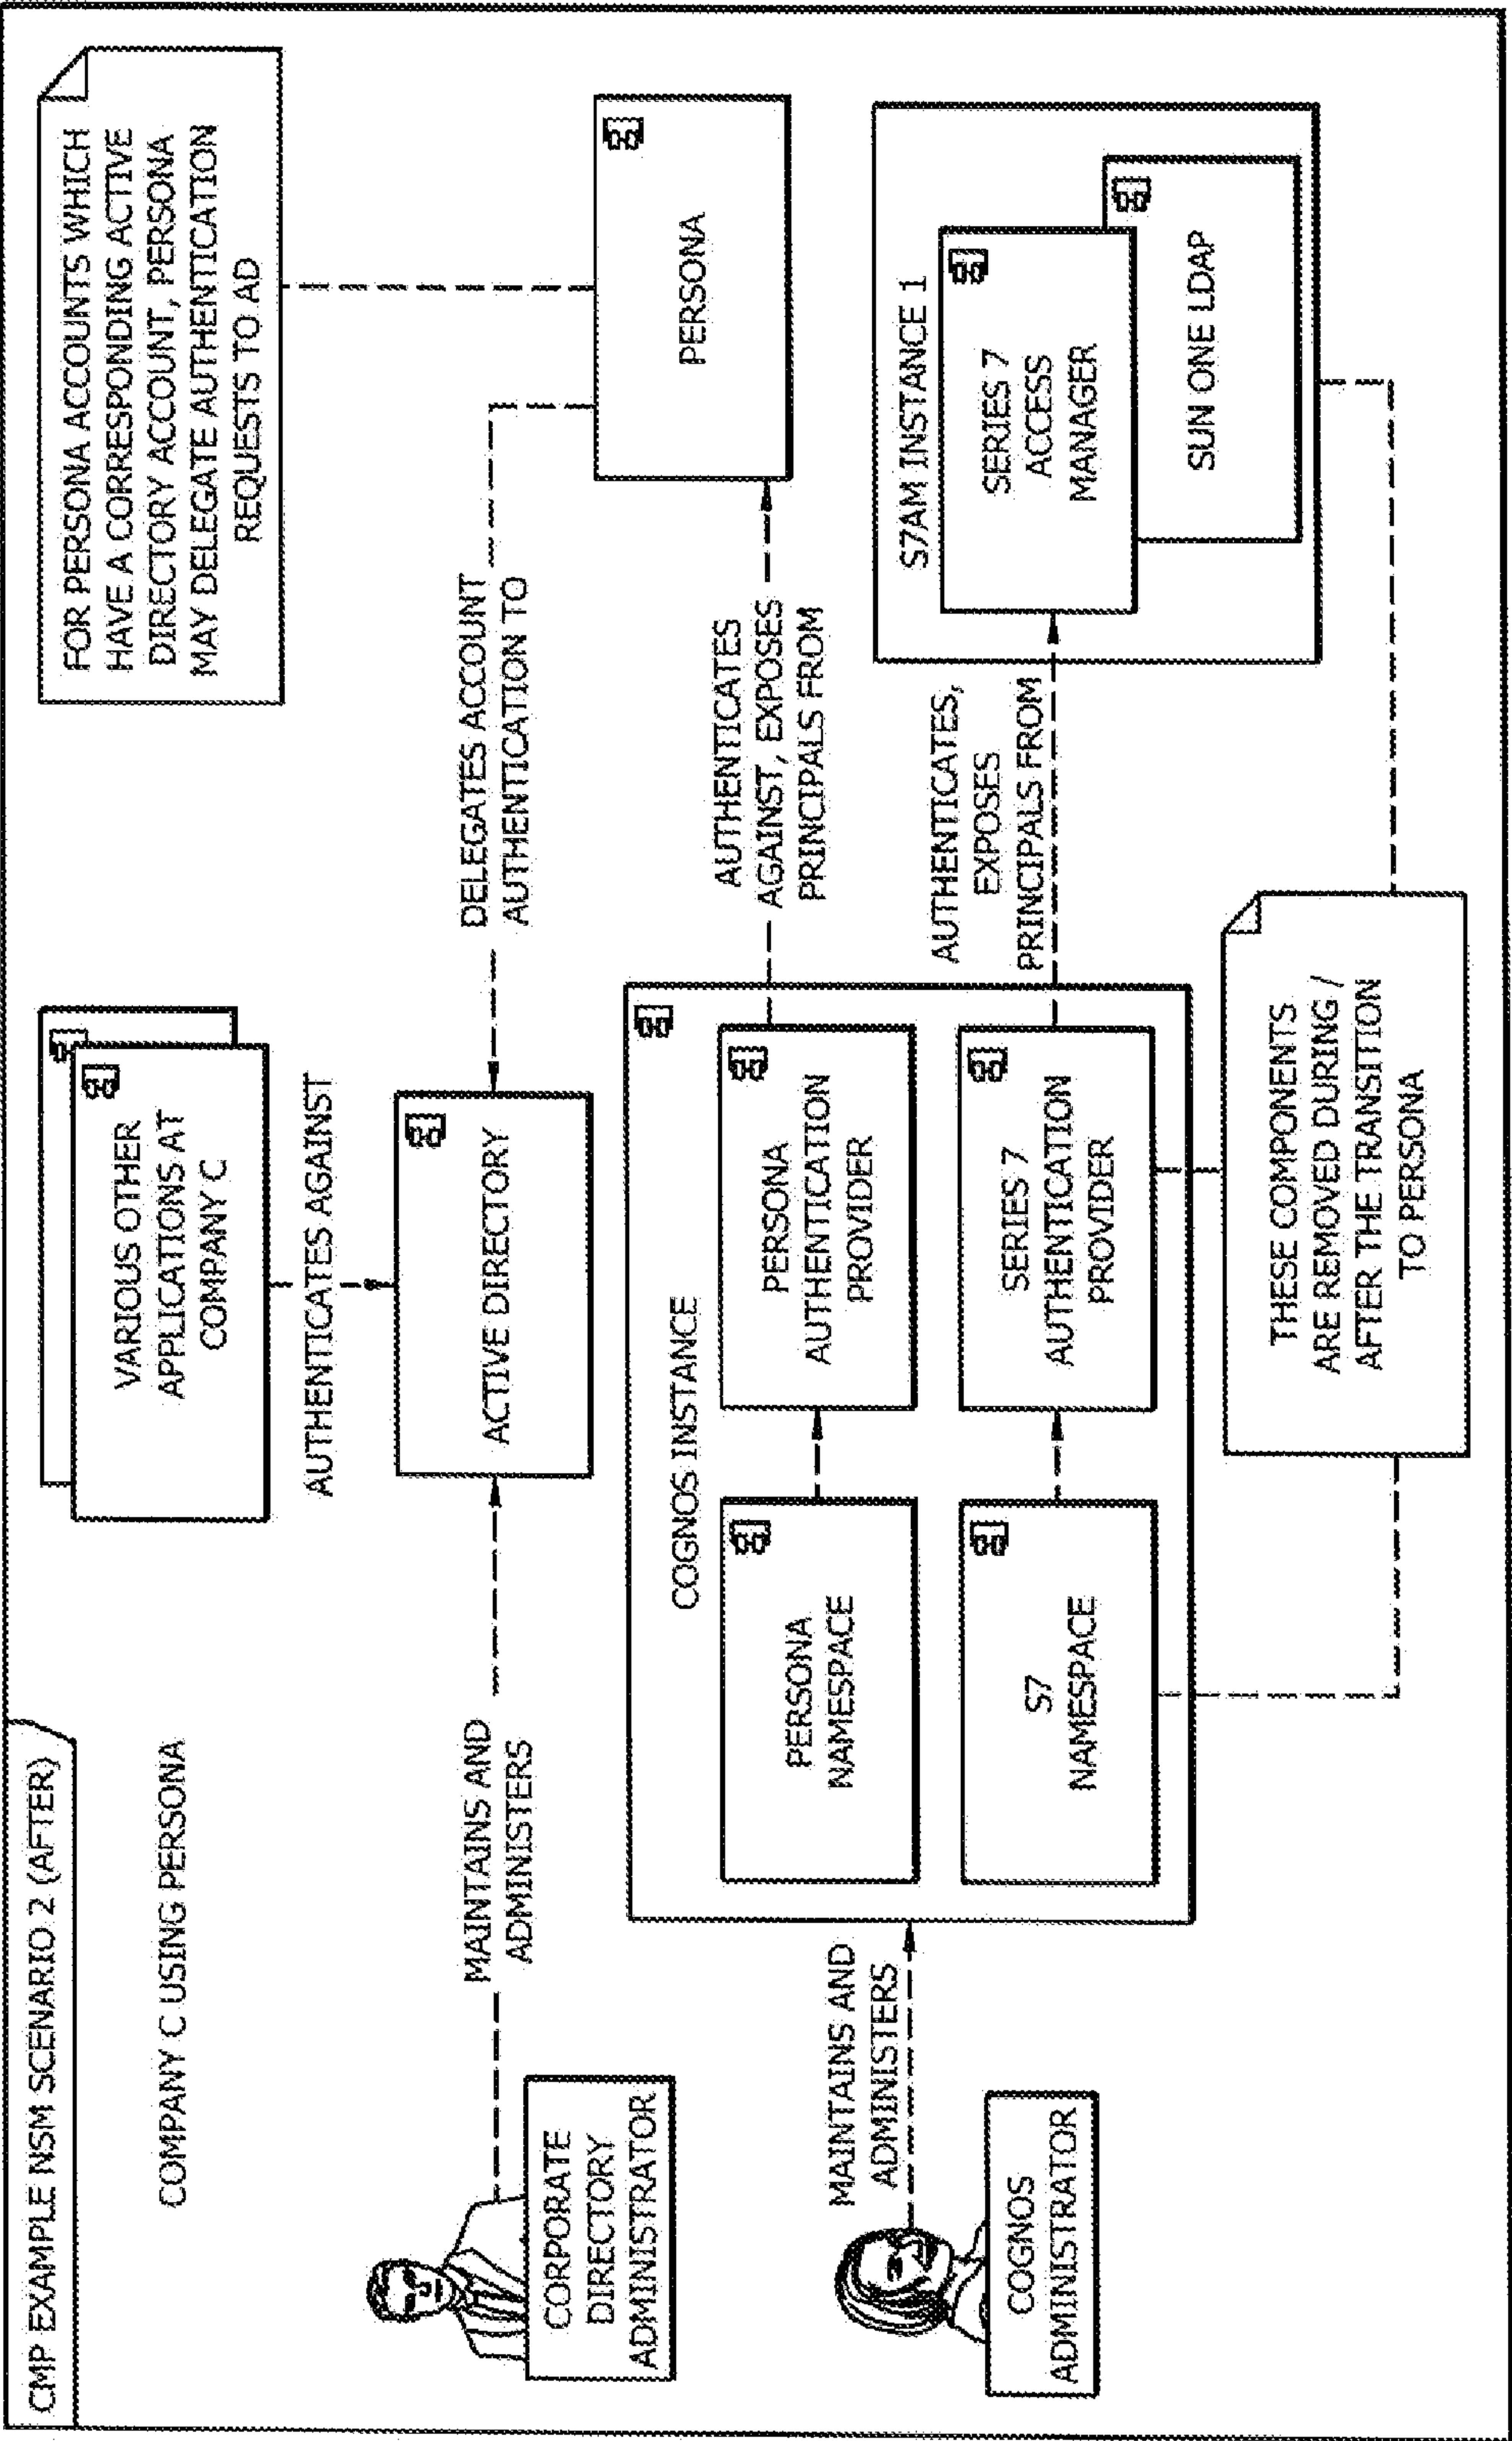 CMP EXAMPLE NSM SCENARIO 2 (AFTER)
COMPANY C USING PERSONA
VARIOUS OTHER
APPLICATIONS AT
COMPANY C
FOR PERSONA ACCOUNTS WHICH
HAVE A CORRESPONDING ACTIVE
DIRECTORY ACCOUNT, PERSONA
MAY DELEGATE AUTHENTICATION
REQUESTS TO AD
AUTHENTICATES AGAINST
CORPORATE
DIRECTORY
ADMINISTRATOR
MAINTAINS AND
ADMINISTERS
ACTIVE DIRECTORY
DELEGATES ACCOUNT
AUTHENTICATION TO
PERSONA
COGNOS INSTANCE
PERSONA
NAMESPACE
PERSONA
AUTHENTICATION
PROVIDER
AUTHENTICATES
AGAINST, EXPOSES
PRINCIPALS FROM
COGNOS
ADMINISTRATOR
MAINTAINS AND
ADMINISTERS
S7
NAMESPACE
SERIES 7
AUTHENTICATION
PROVIDER
AUTHENTICATES,
EXPOSES
PRINCIPALS FROM
S7AM INSTANCE 1
SERIES 7
ACCESS
MANAGER
SUN ONE LDAP
THESE COMPONENTS
ARE REMOVED DURING /
AFTER THE TRANSITION
TO PERSONA